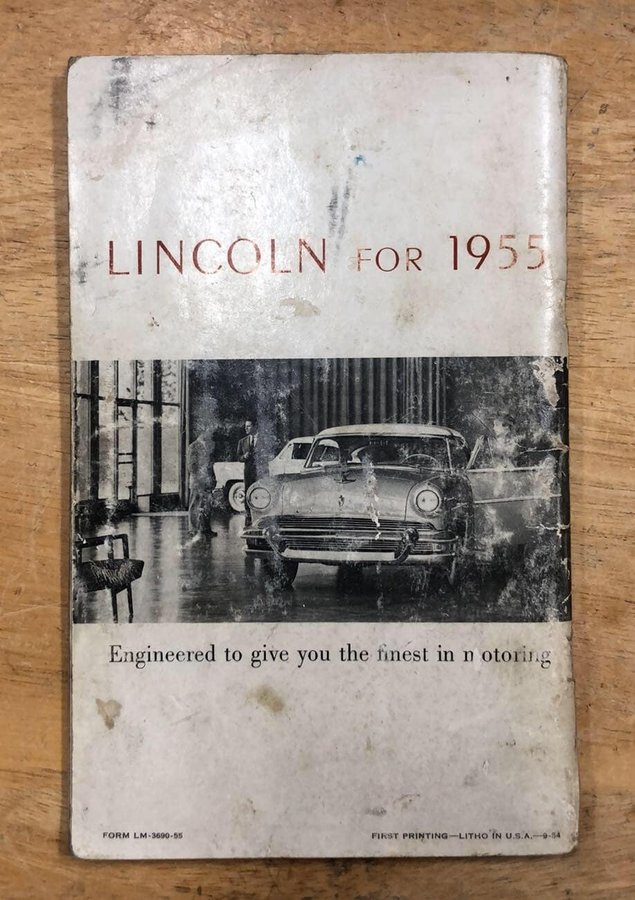 LINCOLN FOR 1955
Engineered to give you the finest in motoring
FORM LM-3690-55
FIRST PRINTING—LITHO IN U.S.A.—9-54